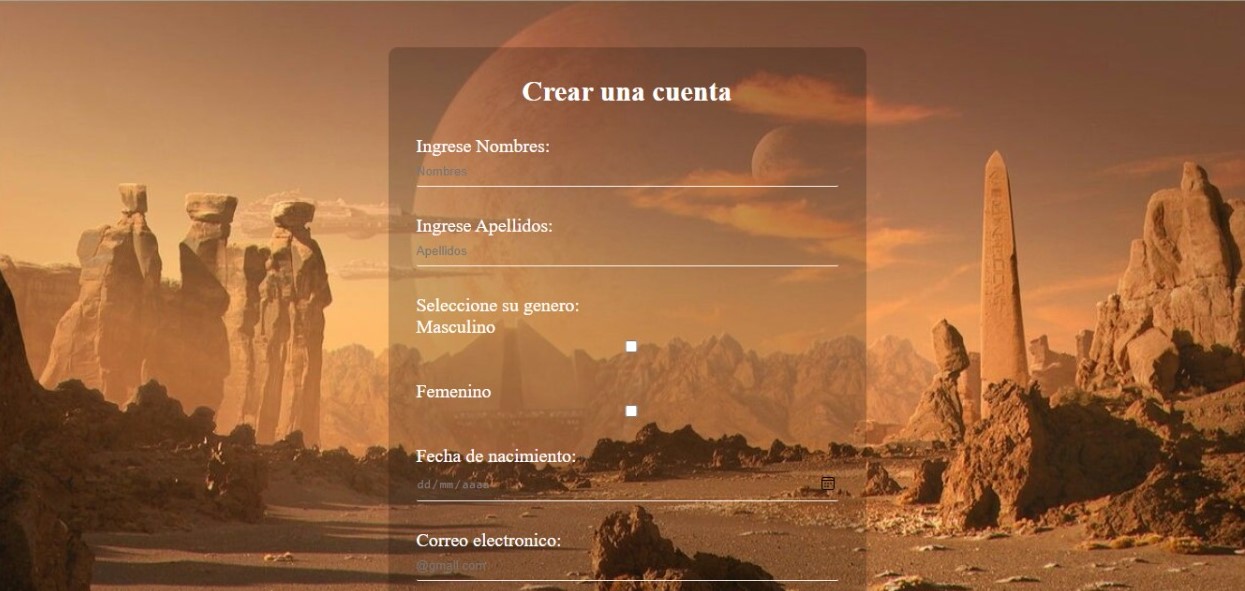 Crear una cuenta
Ingrese Nombres:
Nombres
Ingrese Apellidos:
Apellidos
Seleccione su genero:
Masculino
Femenino
Fecha de nacimiento:
dd/mm/aaaa
Correo electronico:
@gmail.com